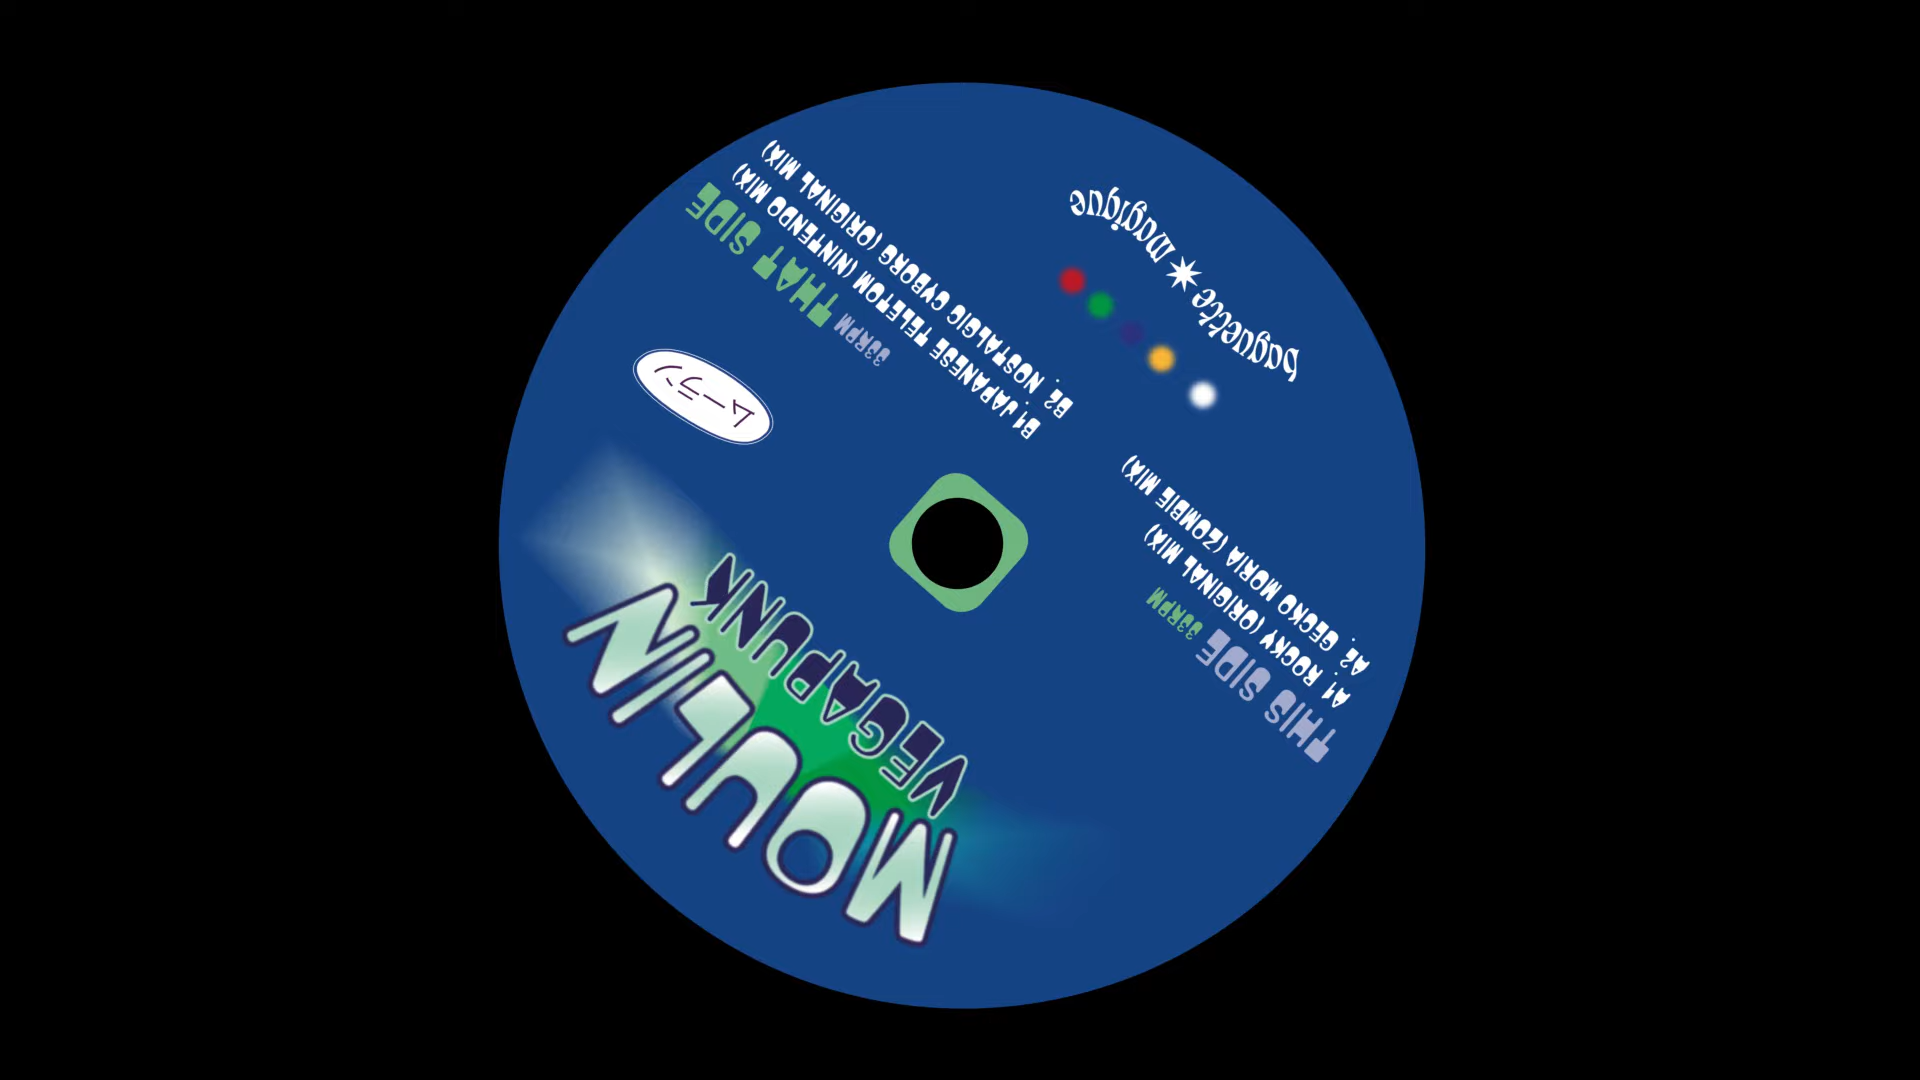 MOULIN
VEGAPUNK
THIS SIDE 33RPM
A1. ROCKY (ORIGINAL MIX)
A2. GECKO MORIA (ZOMBIE MIX)
ムーラン
33RPM THAT SIDE
B1.JAPANESE TELETOM (NINTENDO MIX)
B2. NOSTALGIC CYBORG (ORIGINAL MIX)
baguette magique